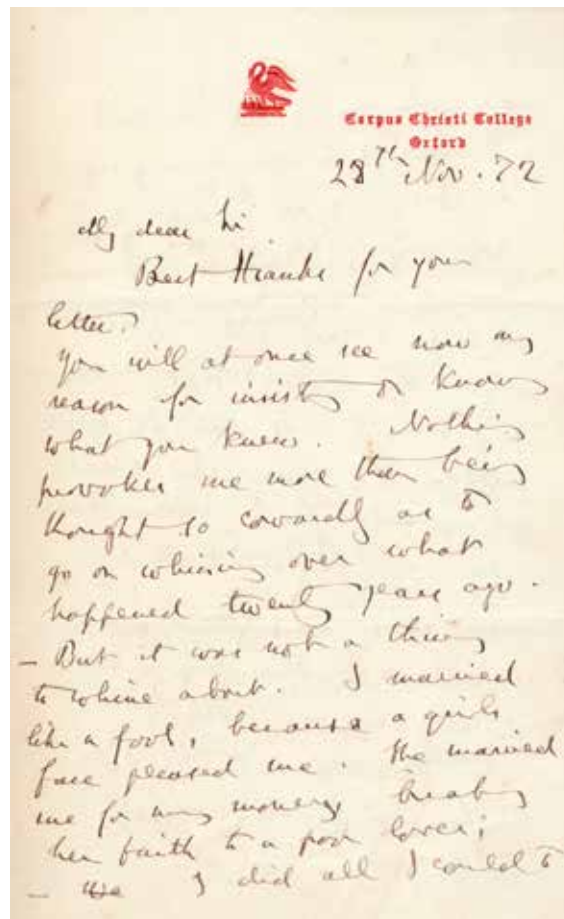 Corpus Christi College
Oxford
28th Nov. 72
My dear Sir
Best thanks for your
letter.
You will at once see now my
reason for insisting on knowing
what you knew. Nothing
provokes me more than being
thought so cowardly as to
go on whining over what
happened twenty years ago.
– But it was not a thing
to whine about. I married
like a fool, because a girls
face pleased me. She married
me for my money, breaking
her faith to a poor lover;
– I did all I could to